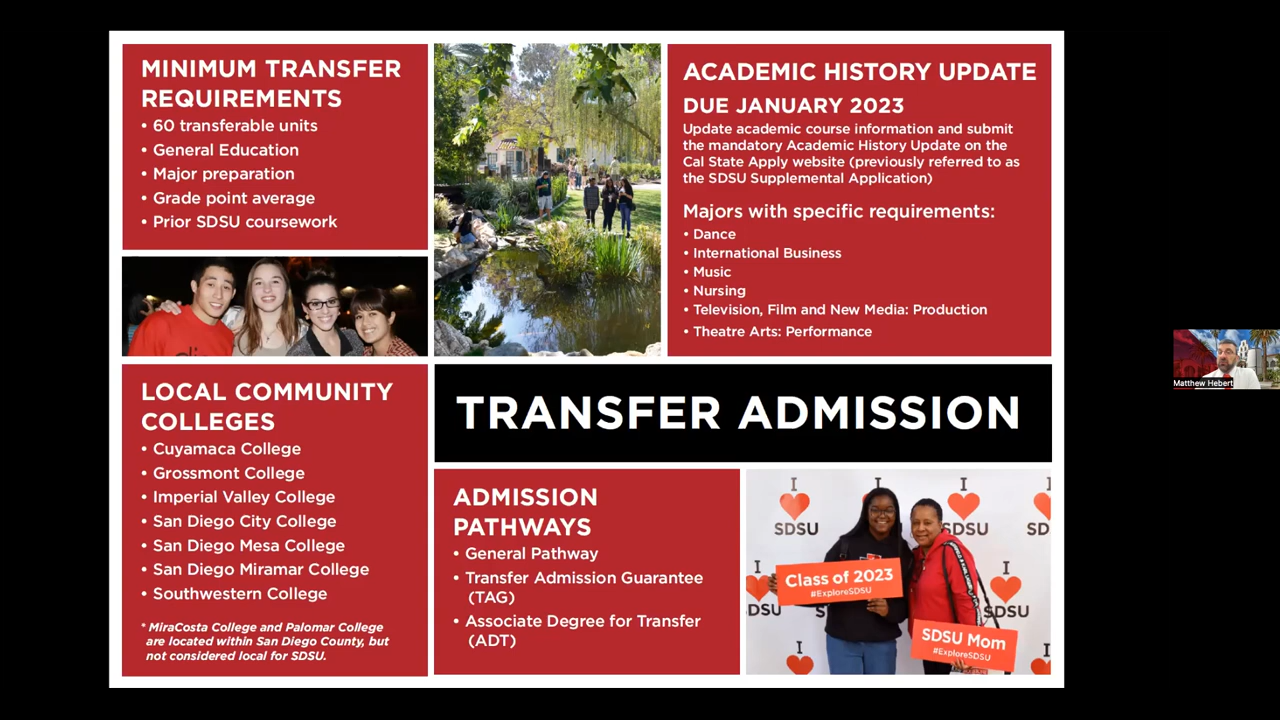 MINIMUM TRANSFER
REQUIREMENTS
• 60 transferable units
• General Education
• Major preparation
• Grade point average
• Prior SDSU coursework
ACADEMIC HISTORY UPDATE
DUE JANUARY 2023
Update academic course information and submit
the mandatory Academic History Update on the
Cal State Apply website (previously referred to as
the SDSU Supplemental Application)
Majors with specific requirements:
• Dance
• International Business
• Music
• Nursing
• Television, Film and New Media: Production
• Theatre Arts: Performance
Matthew Hebert
LOCAL COMMUNITY
COLLEGES
• Cuyamaca College
• Grossmont College
• Imperial Valley College
• San Diego City College
• San Diego Mesa College
• San Diego Miramar College
• Southwestern College
* MiraCosta College and Palomar College
are located within San Diego County, but
not considered local for SDSU.
TRANSFER ADMISSION
ADMISSION
PATHWAYS
• General Pathway
• Transfer Admission Guarantee
(TAG)
• Associate Degree for Transfer
(ADT)
I
I
I
I
SDSU
SDSU
SD
I
I
DSU
SDSU
Class of 2023
#ExploreSDSU
SDSU Mom
#ExploreSDSU